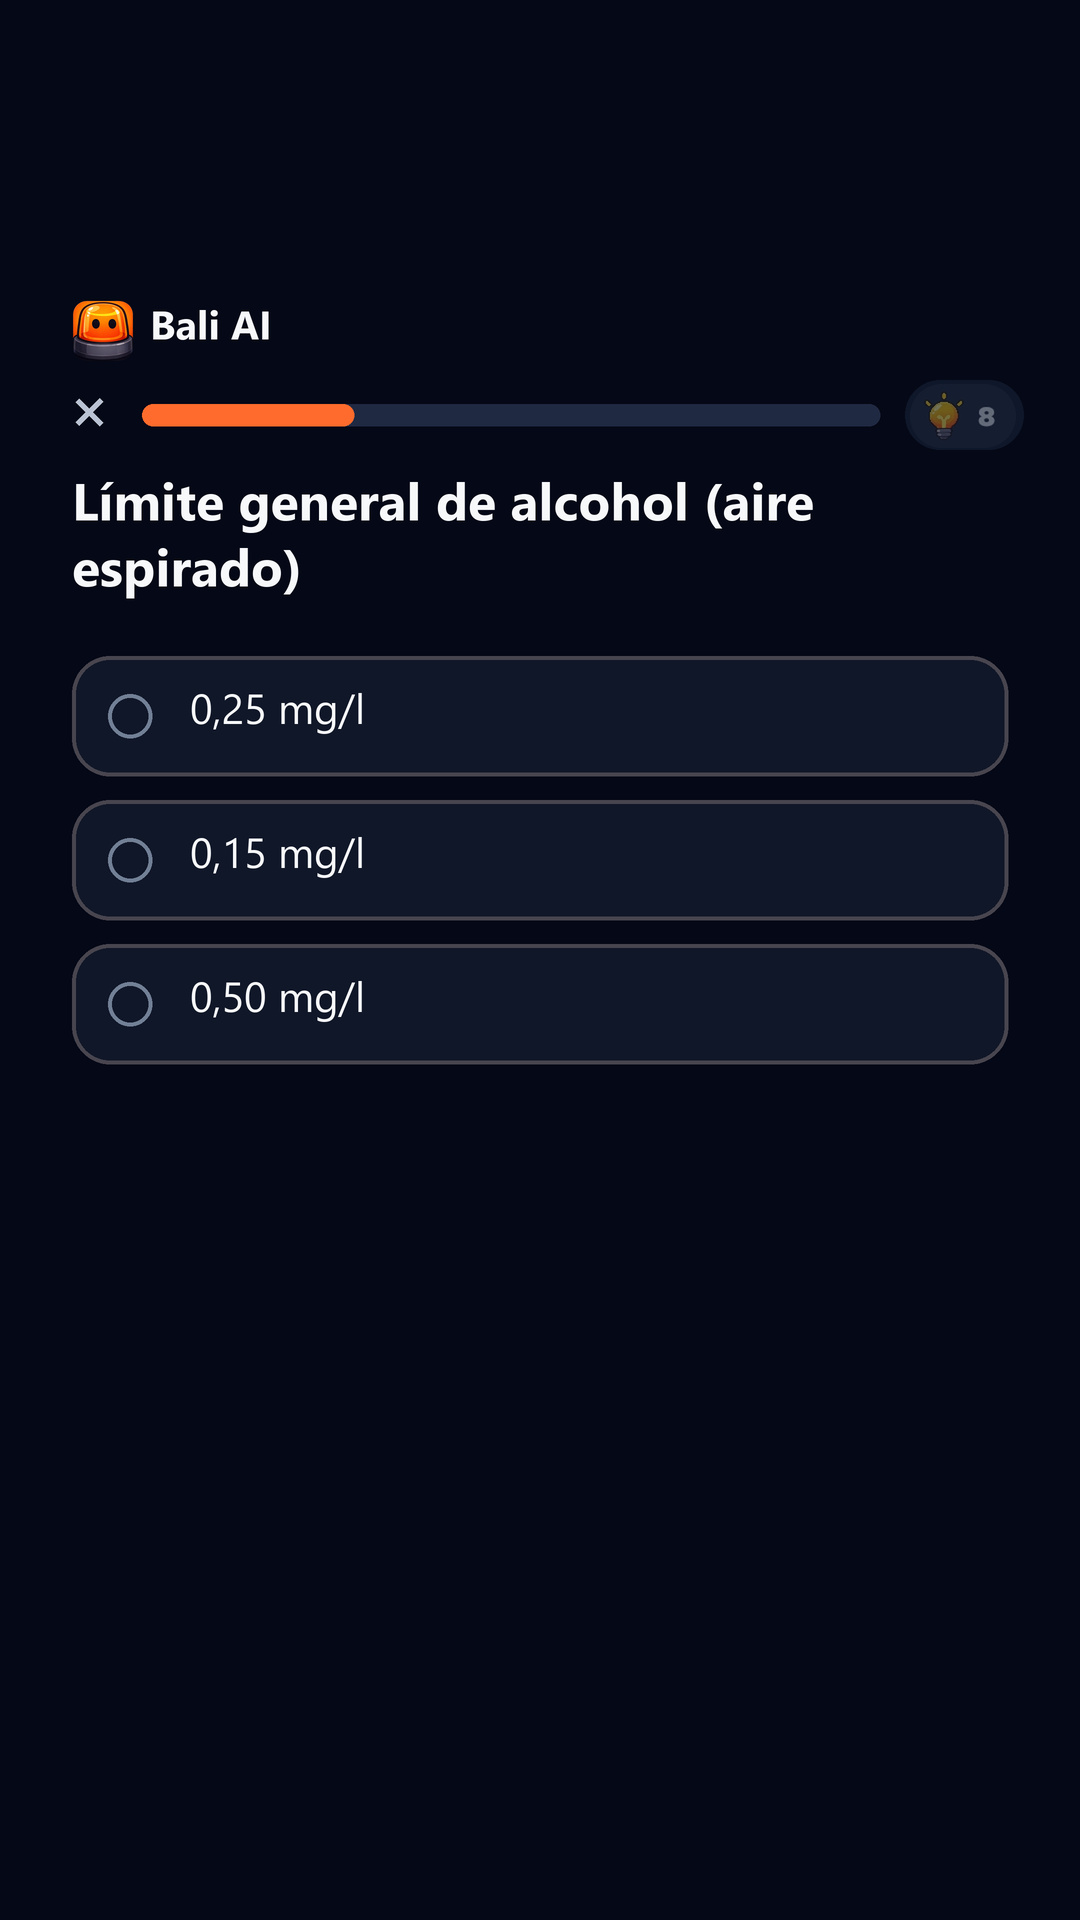 Bali AI
8
Límite general de alcohol (aire
espirado)
0,25 mg/l
0,15 mg/l
0,50 mg/l